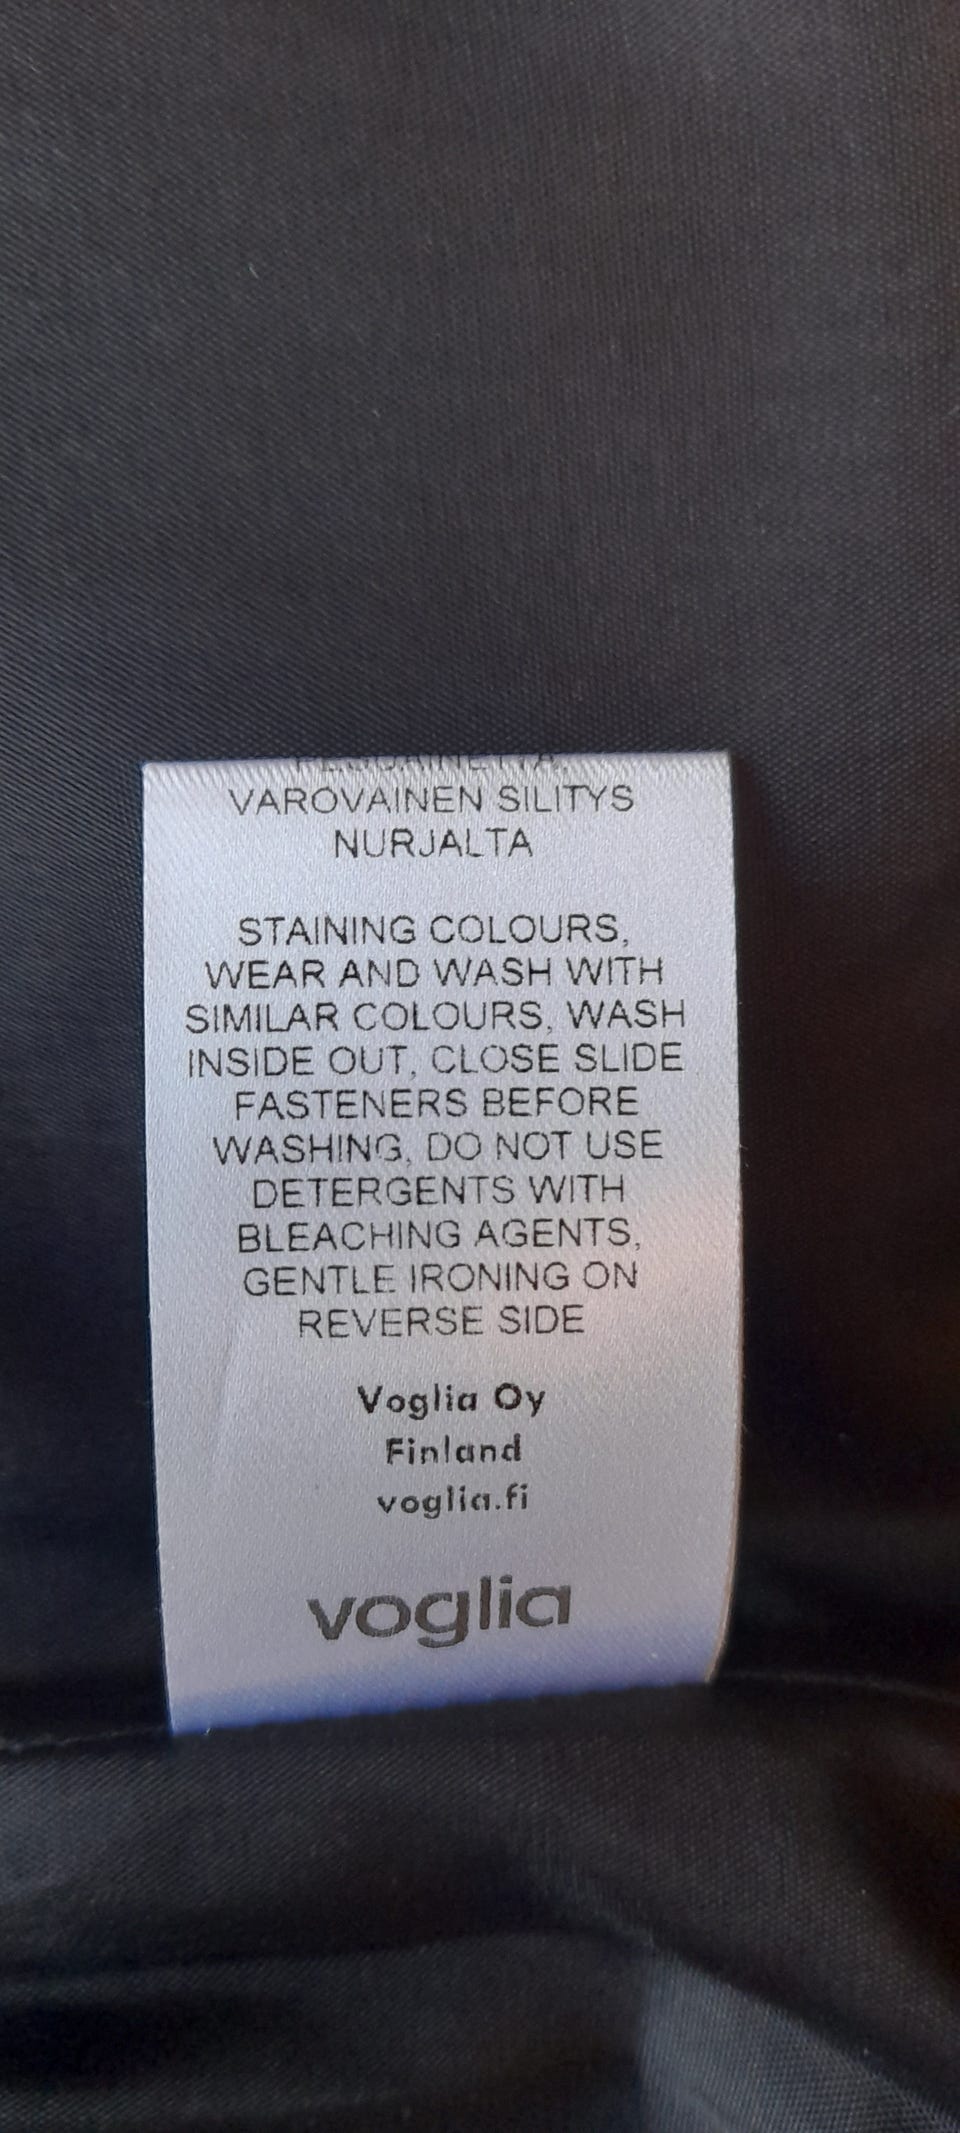 PESUAINETTA,
VAROVAINEN SILITYS
NURJALTA
STAINING COLOURS,
WEAR AND WASH WITH
SIMILAR COLOURS, WASH
INSIDE OUT, CLOSE SLIDE
FASTENERS BEFORE
WASHING, DO NOT USE
DETERGENTS WITH
BLEACHING AGENTS,
GENTLE IRONING ON
REVERSE SIDE
Voglia Oy
Finland
voglia.fi
voglia